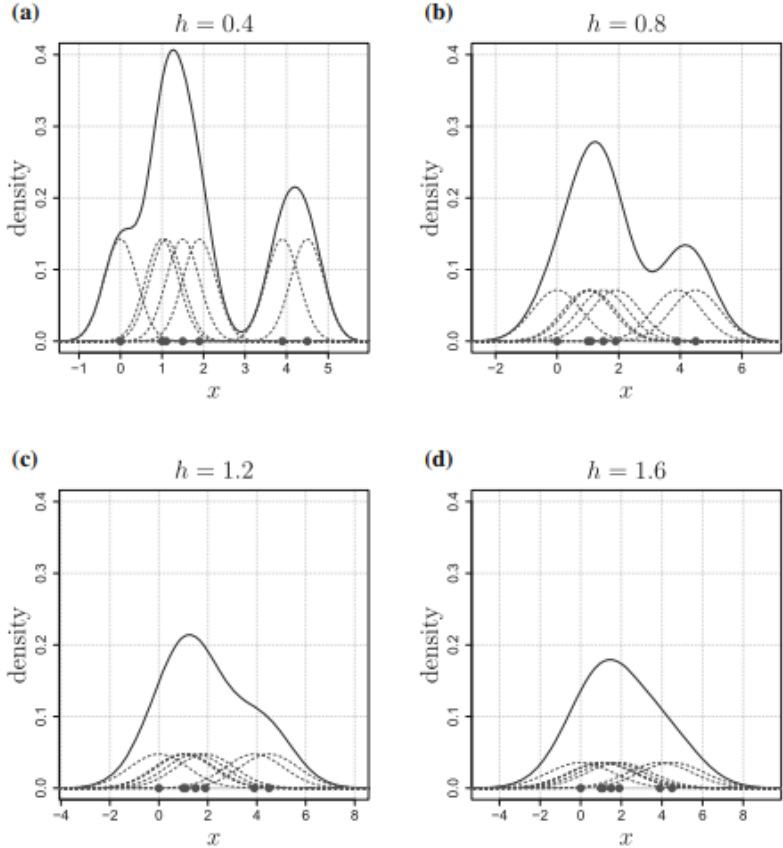 (a) h = 0.4
density
0.0 0.1 0.2 0.3 0.4
−1 0 1 2 3 4 5
x
(b) h = 0.8
density
0.0 0.1 0.2 0.3 0.4
−2 0 2 4 6
x
(c) h = 1.2
density
0.0 0.1 0.2 0.3 0.4
−4 −2 0 2 4 6 8
x
(d) h = 1.6
density
0.0 0.1 0.2 0.3 0.4
−4 −2 0 2 4 6 8
x